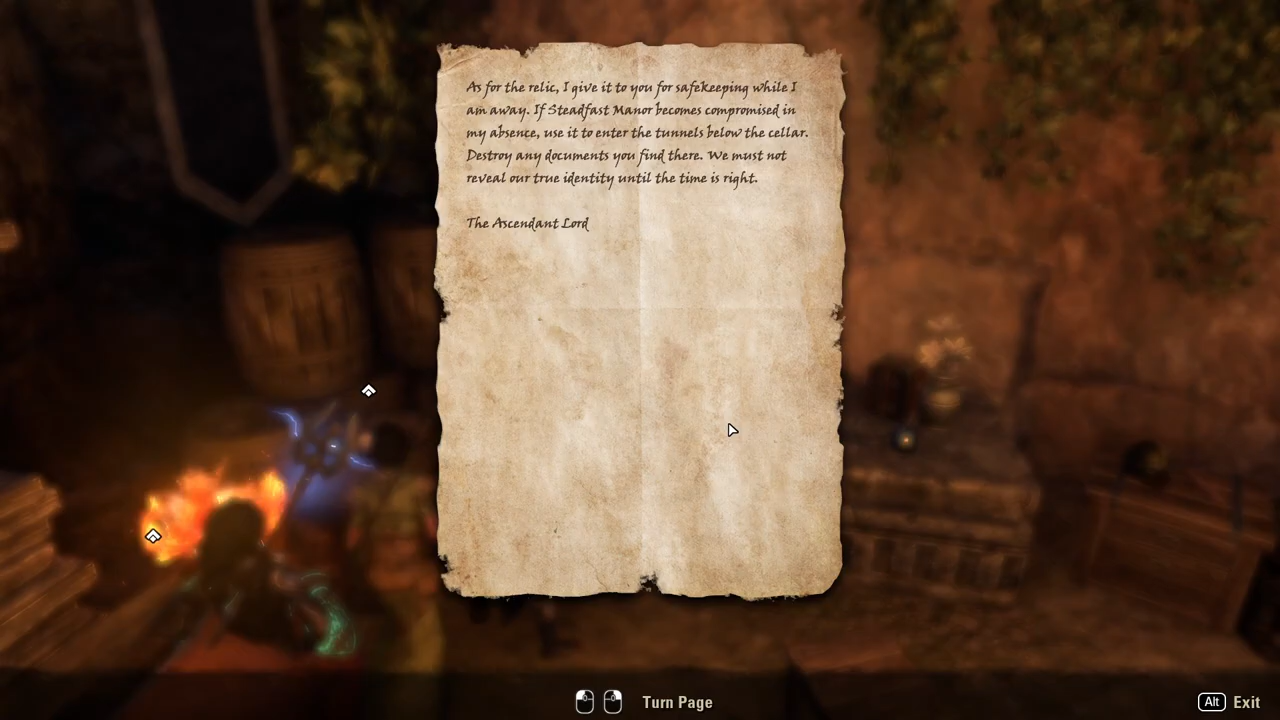 As for the relic, I give it to you for safekeeping while I
am away. If Steadfast Manor becomes compromised in
my absence, use it to enter the tunnels below the cellar.
Destroy any documents you find there. We must not
reveal our true identity until the time is right.
The Ascendant Lord
Turn Page
Alt Exit